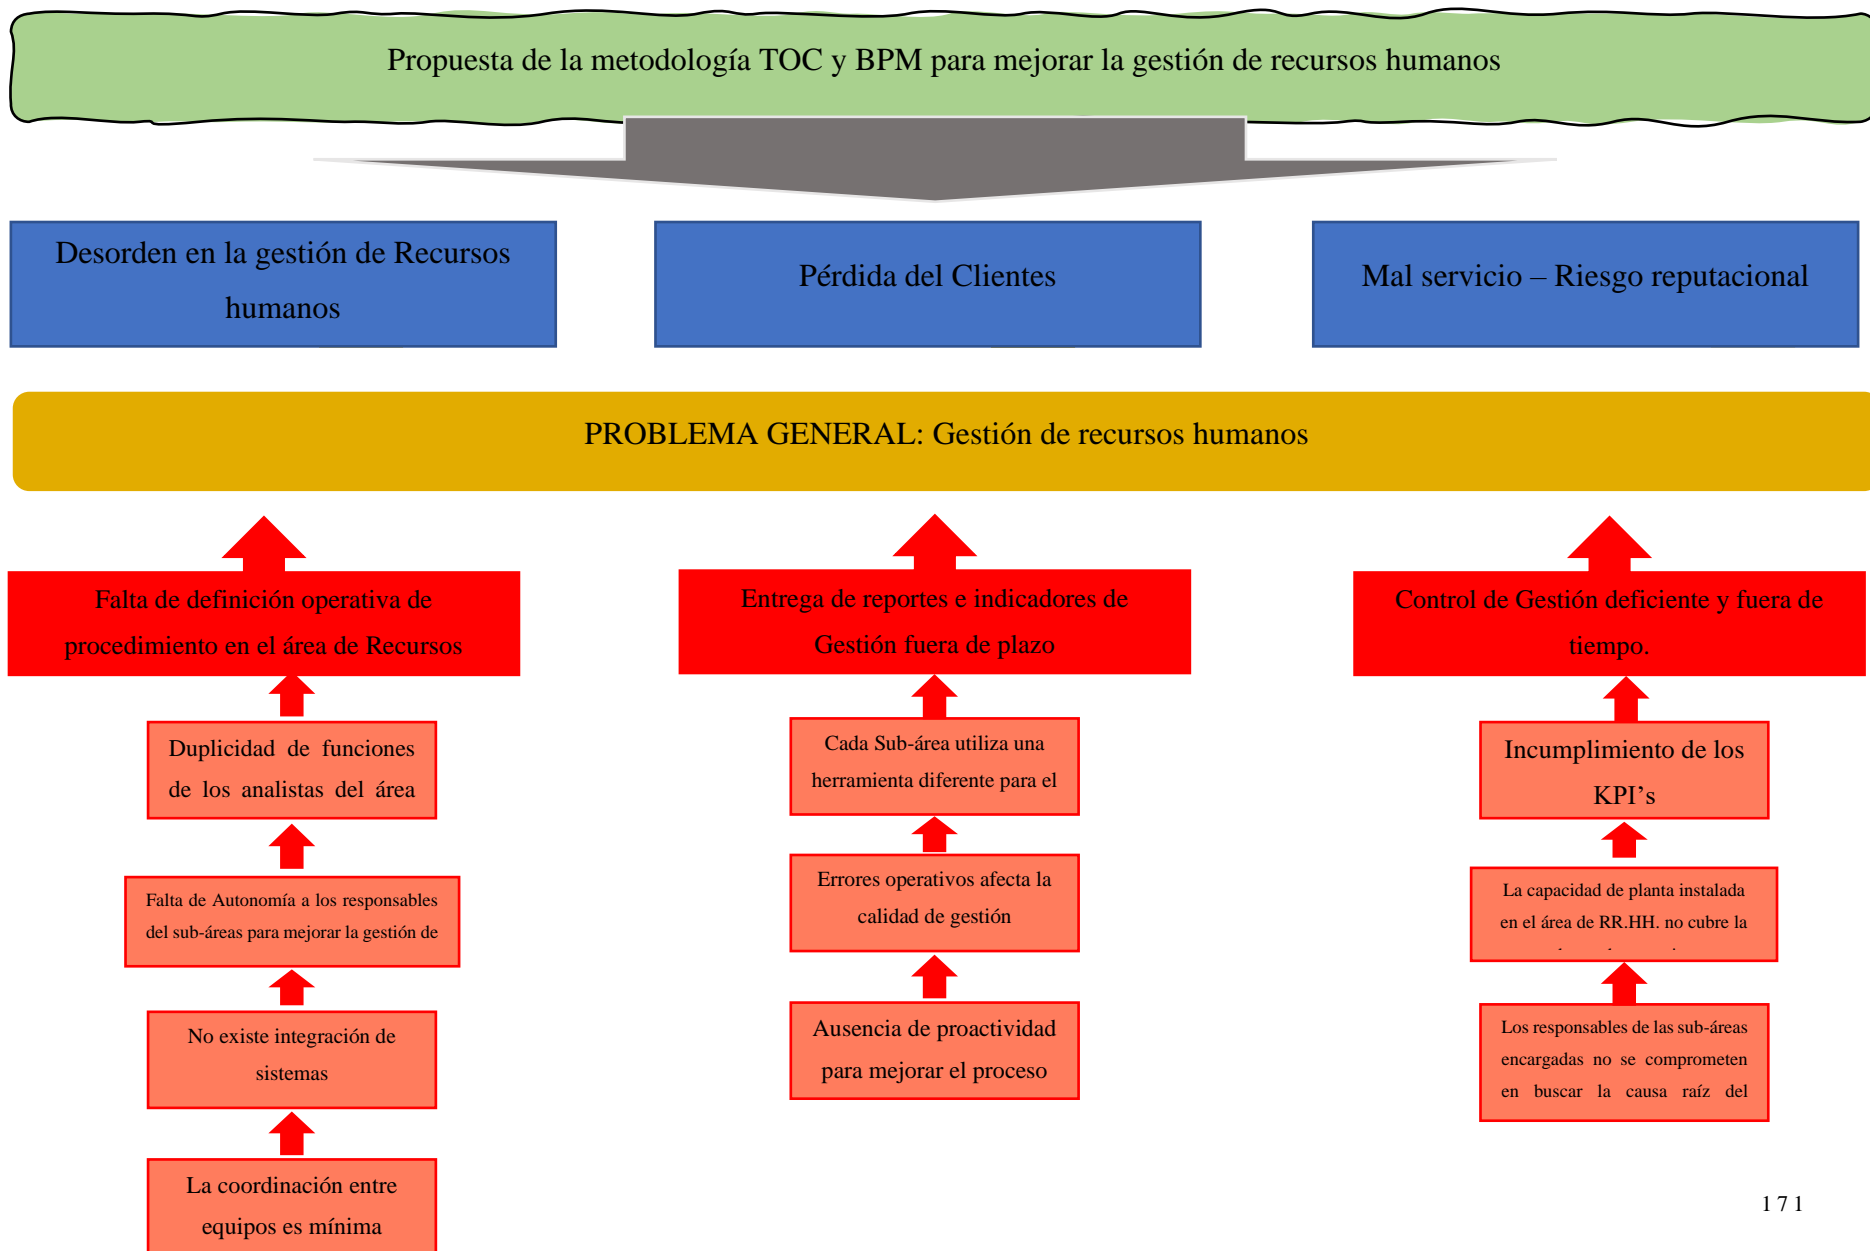 Propuesta de la metodología TOC y BPM para mejorar la gestión de recursos humanos
Desorden en la gestión de Recursos
humanos
Pérdida del Clientes
Mal servicio – Riesgo reputacional
PROBLEMA GENERAL: Gestión de recursos humanos
Falta de definición operativa de
procedimiento en el área de Recursos
Duplicidad de funciones
de los analistas del área
Falta de Autonomía a los responsables
del sub-áreas para mejorar la gestión de
No existe integración de
sistemas
La coordinación entre
equipos es mínima
Entrega de reportes e indicadores de
Gestión fuera de plazo
Cada Sub-área utiliza una
herramienta diferente para el
Errores operativos afecta la
calidad de gestión
Ausencia de proactividad
para mejorar el proceso
Control de Gestión deficiente y fuera de
tiempo.
Incumplimiento de los
KPI’s
La capacidad de planta instalada
en el área de RR.HH. no cubre la
Los responsables de las sub-áreas
encargadas no se comprometen
en buscar la causa raíz del
171